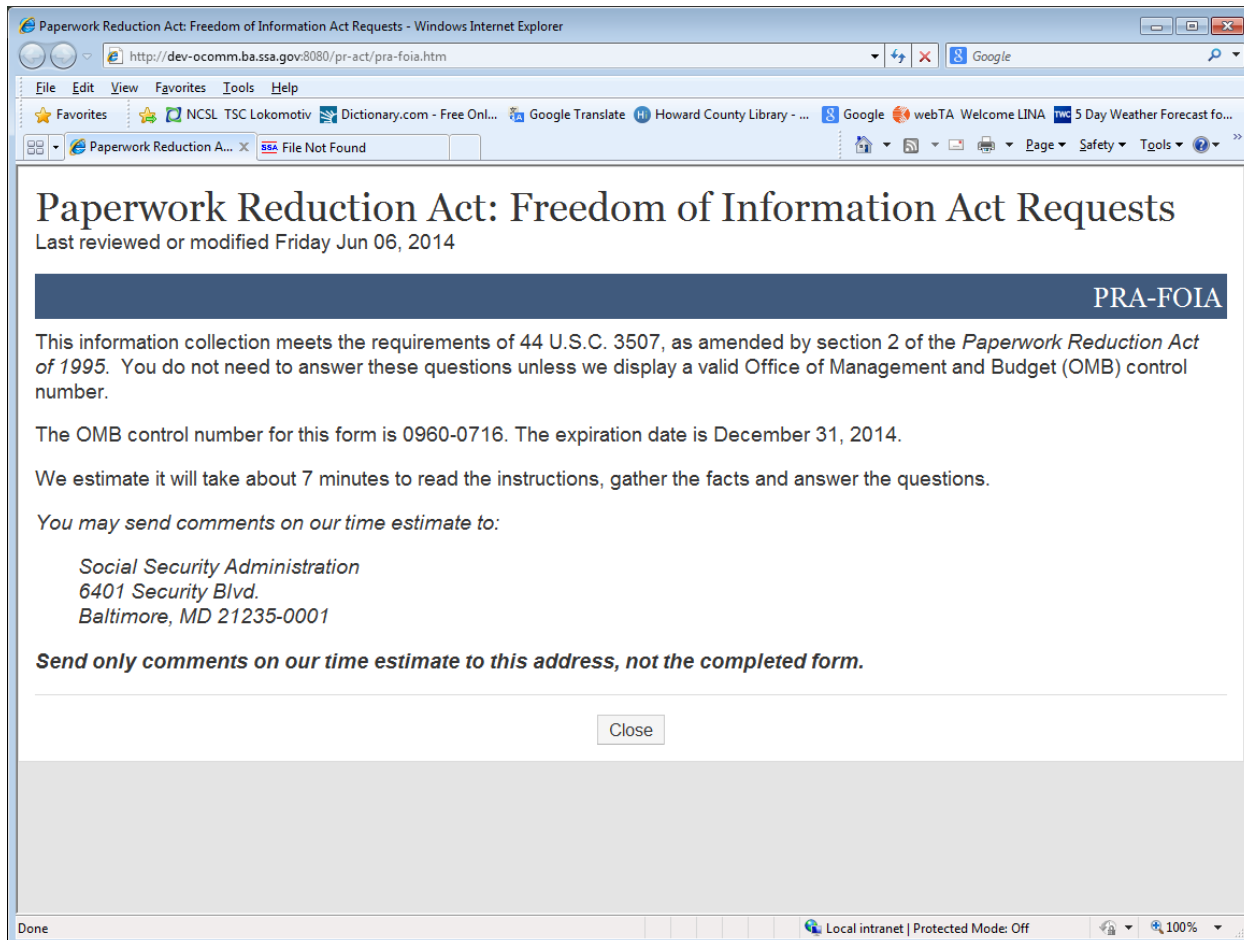 Paperwork Reduction Act: Freedom of Information Act Requests - Windows Internet Explorer
http://dev-ocomm.ba.ssa.gov:8080/pr-act/pra-foia.htm
Google
File Edit View Favorites Tools Help
Favorites NCSL TSC Lokomotiv Dictionary.com - Free Onl... Google Translate Howard County Library - ... Google webTA Welcome LINA 5 Day Weather Forecast fo...
Paperwork Reduction A... SSA File Not Found Page Safety Tools
Paperwork Reduction Act: Freedom of Information Act Requests
Last reviewed or modified Friday Jun 06, 2014
PRA-FOIA
This information collection meets the requirements of 44 U.S.C. 3507, as amended by section 2 of the Paperwork Reduction Act
of 1995. You do not need to answer these questions unless we display a valid Office of Management and Budget (OMB) control
number.
The OMB control number for this form is 0960-0716. The expiration date is December 31, 2014.
We estimate it will take about 7 minutes to read the instructions, gather the facts and answer the questions.
You may send comments on our time estimate to:
Social Security Administration
6401 Security Blvd.
Baltimore, MD 21235-0001
Send only comments on our time estimate to this address, not the completed form.
Close
Done Local intranet | Protected Mode: Off 100%